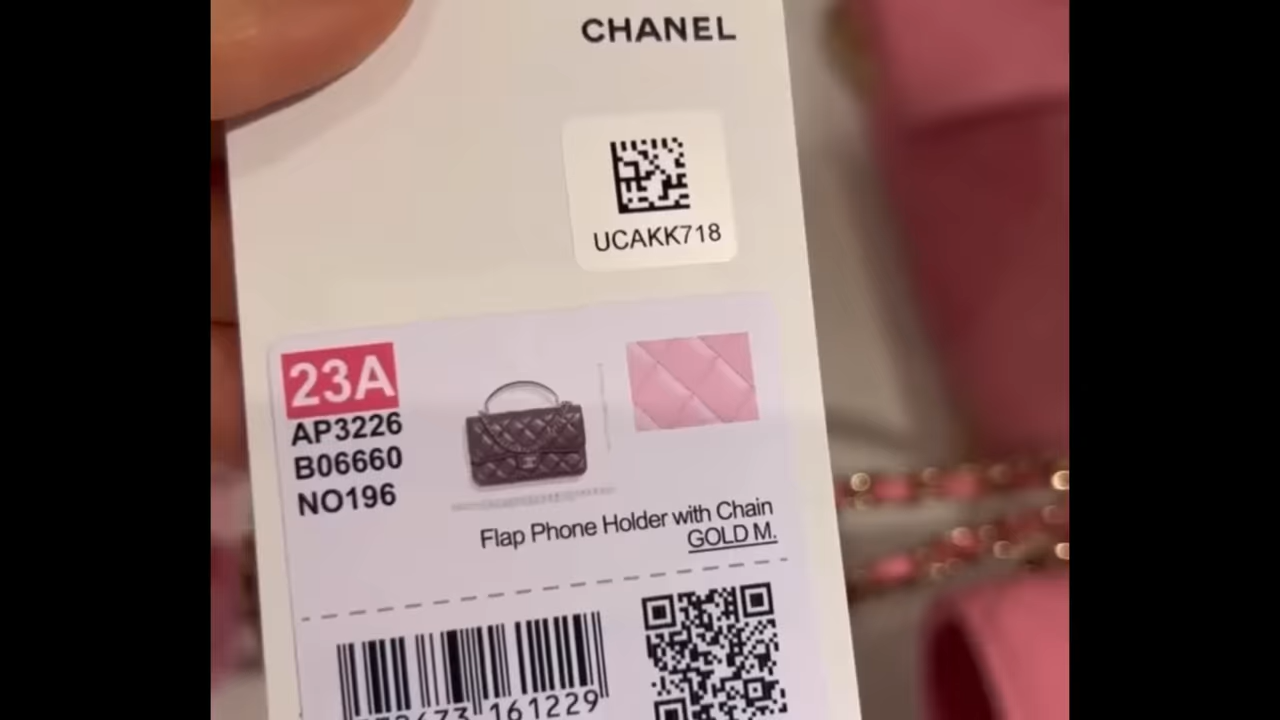 CHANEL
UCAKK718
23A
AP3226
B06660
NO196
Flap Phone Holder with Chain
GOLD M.
161229